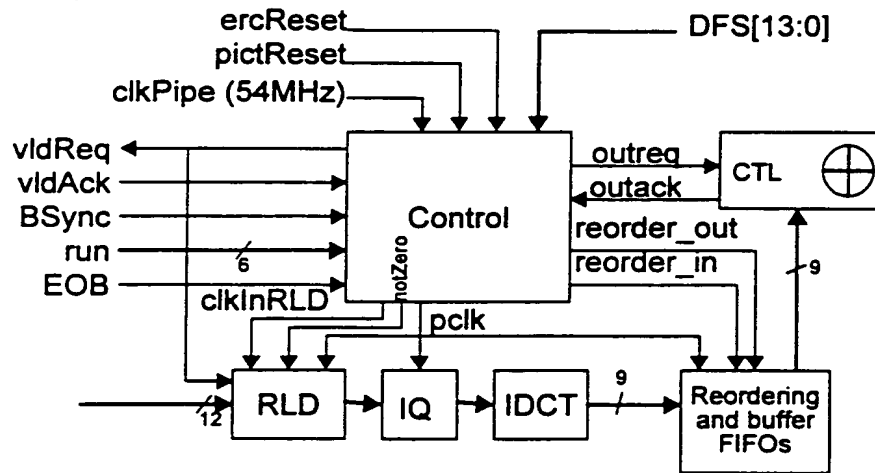 ercReset
DFS[13:0]
pictReset
clkPipe (54MHz)
vldReq
vldAck
BSync
run
6
EOB
Control
notZero
outreq
outack
CTL
reorder_out
reorder_in
9
clkInRLD
pclk
12
RLD
IQ
IDCT
9
Reordering
and buffer
FIFOs